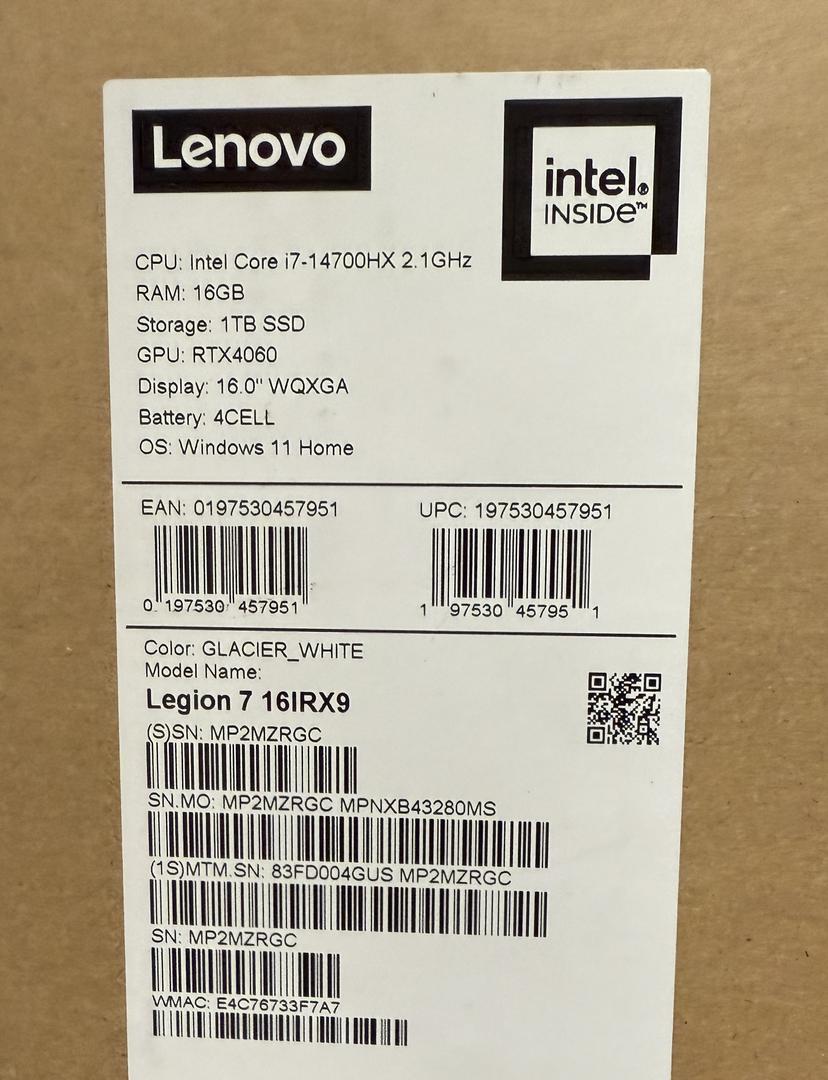 Lenovo
intel.
INSIDE™
CPU: Intel Core i7-14700HX 2.1GHz
RAM: 16GB
Storage: 1TB SSD
GPU: RTX4060
Display: 16.0" WQXGA
Battery: 4CELL
OS: Windows 11 Home
EAN: 0197530457951
UPC: 197530457951
0 197530 457951
1 97530 45795 1
Color: GLACIER_WHITE
Model Name:
Legion 7 16IRX9
(S)SN: MP2MZRGC
SN.MO: MP2MZRGC MPNXB43280MS
(1S)MTM.SN: 83FD004GUS MP2MZRGC
SN: MP2MZRGC
WMAC: E4C76733F7A7